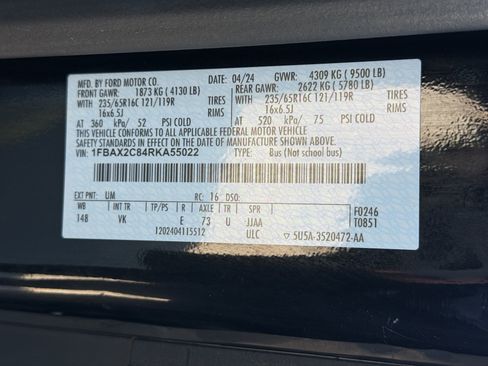 MFD. BY FORD MOTOR CO. DATE: 04/24 GVWR: 4309 KG ( 9500 LB)
FRONT GAWR: 1873 KG ( 4130 LB) REAR GAWR: 2622 KG ( 5780 LB)
WITH 235/65R16C 121/119R TIRES WITH 235/65R16C 121/119R TIRES
16x6.5J RIMS 16x6.5J RIMS
AT 360 kPa/ 52 PSI COLD AT 520 kPa/ 75 PSI COLD
THIS VEHICLE CONFORMS TO ALL APPLICABLE FEDERAL MOTOR VEHICLE
SAFETY STANDARDS IN EFFECT ON THE DATE OF MANUFACTURE SHOWN ABOVE.
VIN: 1FBAX2C84RKA55022 TYPE: Bus (Not school bus)
EXT PNT: UM RC: 16 DSO: F0246
WB INT TR TP/PS R AXLE TR SPR T0851
148 VK E 73 U JJAA
1202404115512 ULC 5U5A-3520472-AA